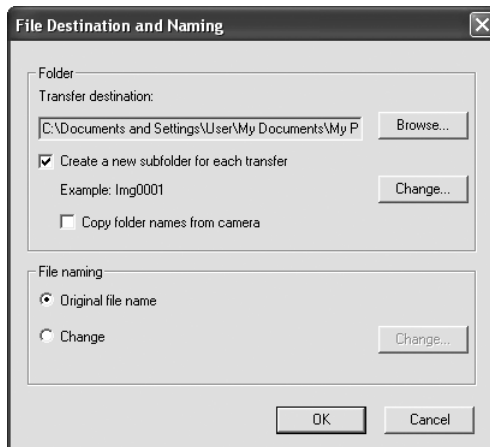 File Destination and Naming
Folder
Transfer destination:
C:\Documents and Settings\User\My Documents\My P
Browse...
Create a new subfolder for each transfer
Example: Img0001
Change...
Copy folder names from camera
File naming
Original file name
Change
Change...
OK
Cancel